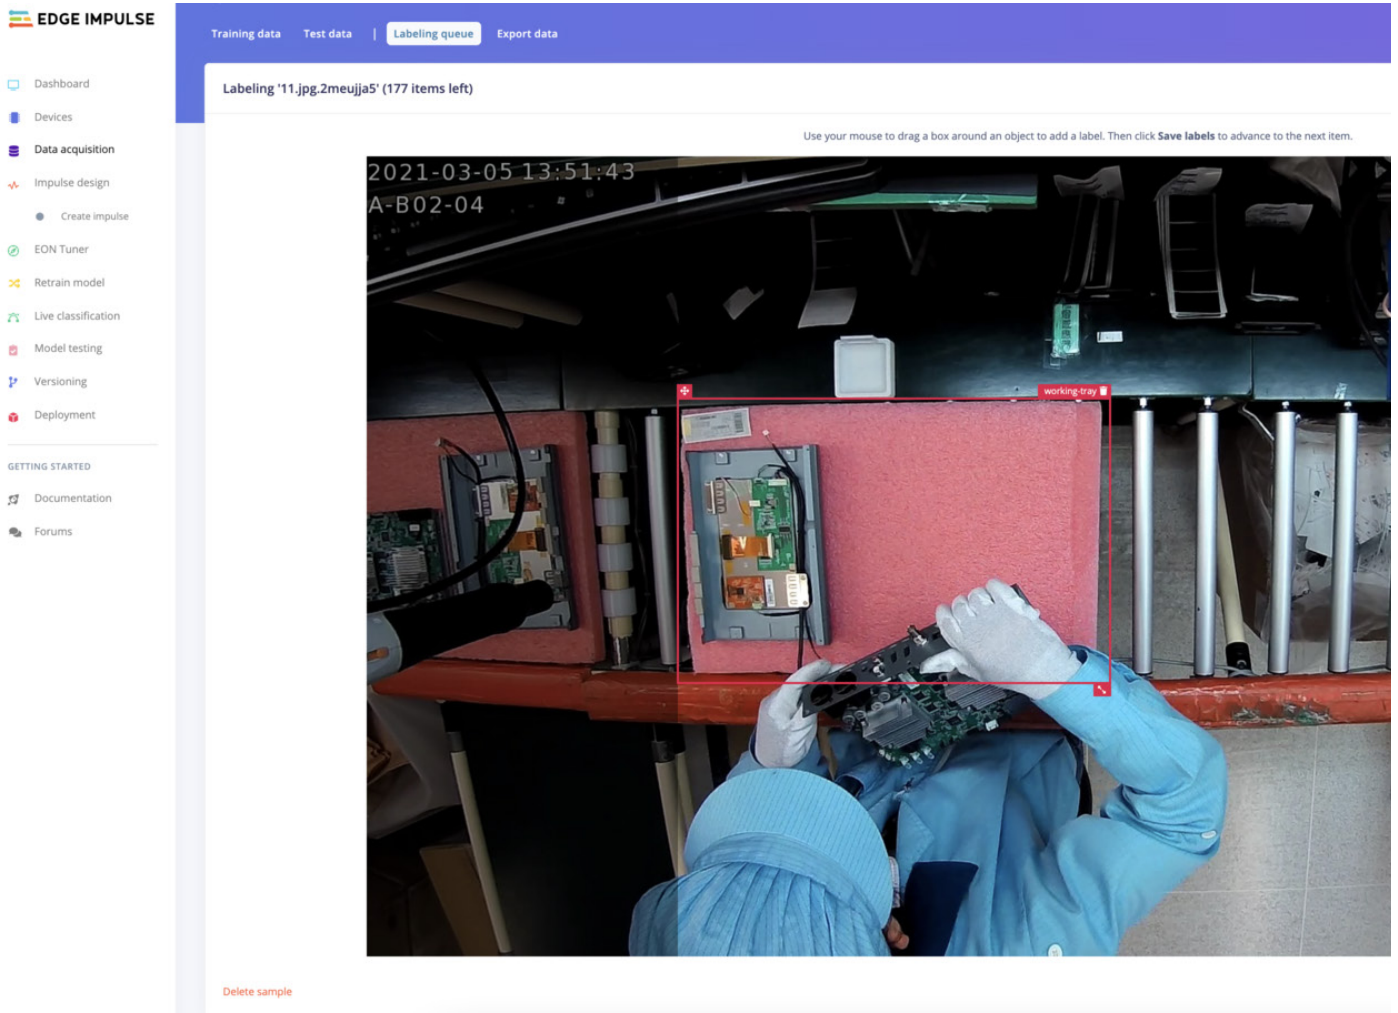 EDGE IMPULSE
Training data Test data | Labeling queue Export data
Dashboard
Devices
Data acquisition
Impulse design
Create impulse
EON Tuner
Retrain model
Live classification
Model testing
Versioning
Deployment
GETTING STARTED
Documentation
Forums
Labeling '11.jpg.2meujja5' (177 items left)
Use your mouse to drag a box around an object to add a label. Then click Save labels to advance to the next item.
2021-03-05 13:51:43
A-B02-04
working-tray
Delete sample